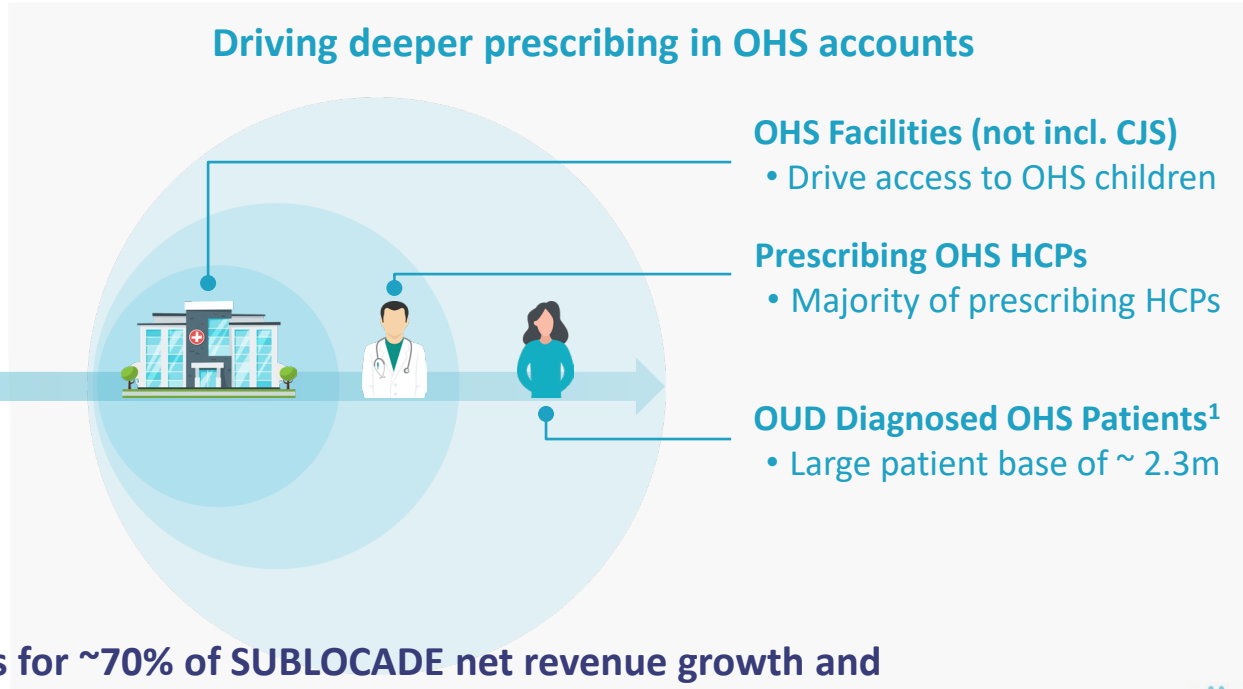 Driving deeper prescribing in OHS accounts
OHS Facilities (not incl. CJS)
• Drive access to OHS children
Prescribing OHS HCPs
• Majority of prescribing HCPs
OUD Diagnosed OHS Patients1
• Large patient base of ~ 2.3m
s for ~70% of SUBLOCADE net revenue growth and